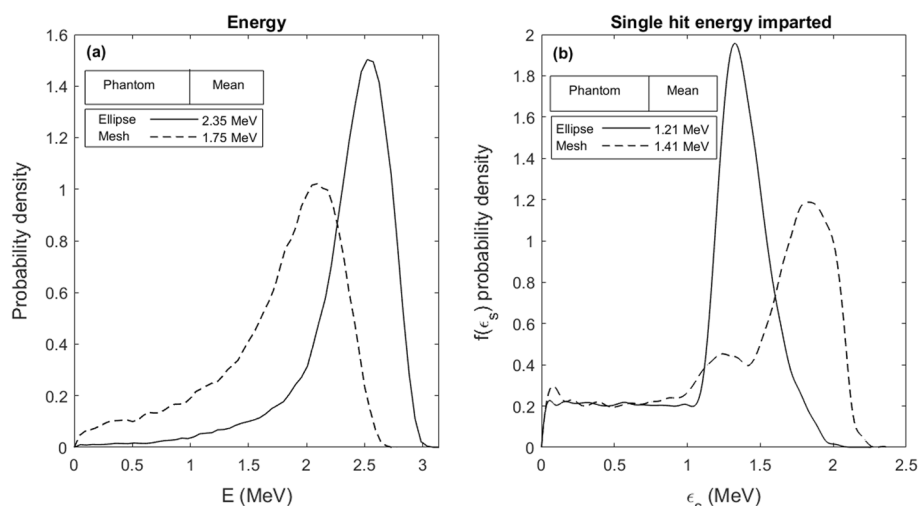 Energy
(a)
Phantom Mean
Ellipse 2.35 MeV
Mesh 1.75 MeV
Probability density
1.6
1.4
1.2
1
0.8
0.6
0.4
0.2
0
0 0.5 1 1.5 2 2.5 3
E (MeV)
Single hit energy imparted
(b)
Phantom Mean
Ellipse 1.21 MeV
Mesh 1.41 MeV
f(ϵs) probability density
2
1.8
1.6
1.4
1.2
1
0.8
0.6
0.4
0.2
0
0 0.5 1 1.5 2 2.5
ϵs (MeV)